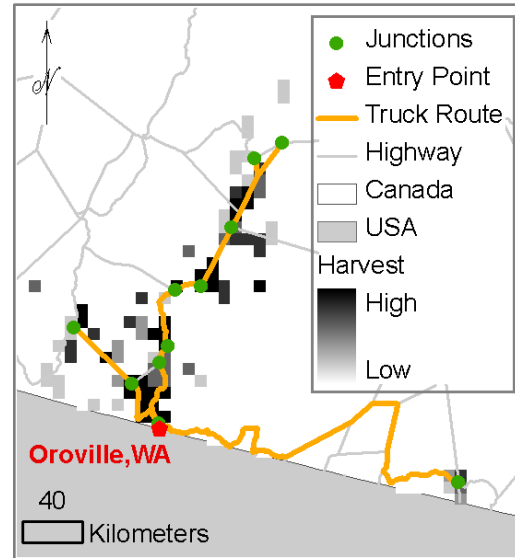 N
Junctions
Entry Point
Truck Route
Highway
Canada
USA
Harvest
High
Low
Oroville,WA
40
Kilometers